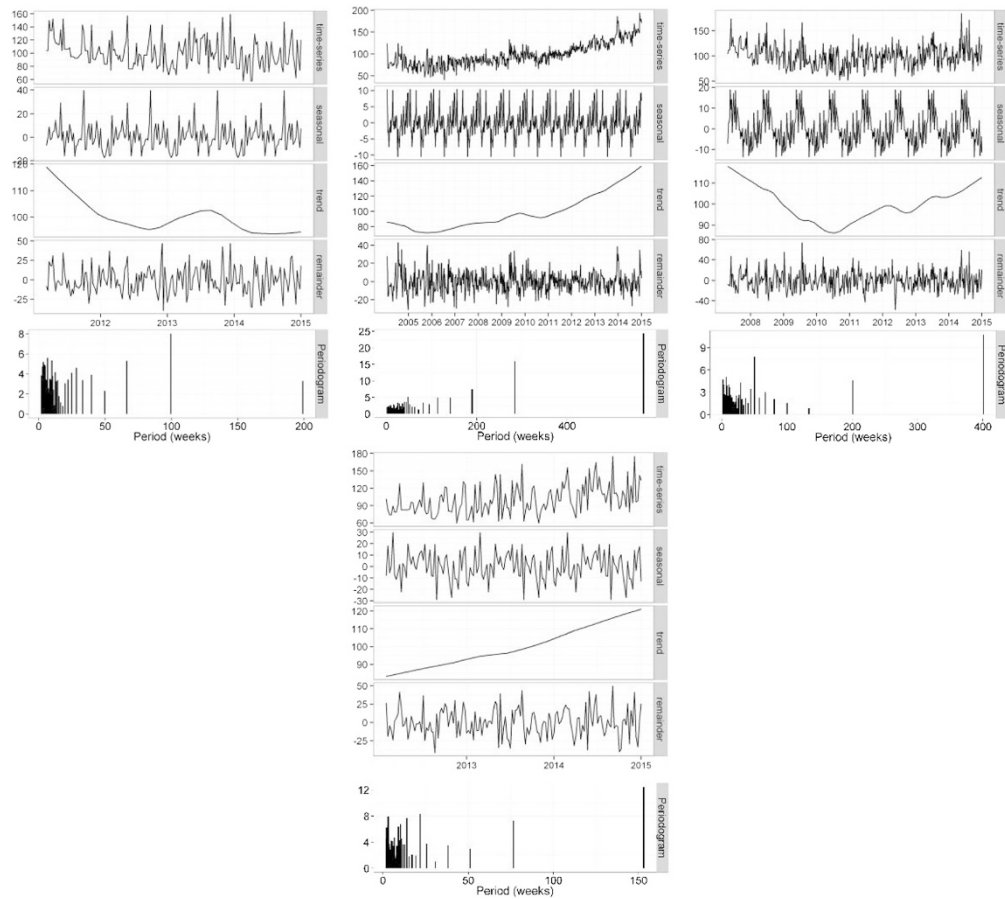 160
140
120
100
80
60
time-series
40
20
0
-20
seasonal
120
110
100
trend
50
25
0
-25
remainder
2012 2013 2014 2015
8
6
4
2
0
Periodogram
0 50 100 150 200
Period (weeks)
200
150
100
50
time-series
10
5
0
-5
-10
seasonal
160
140
120
100
80
trend
40
20
0
-20
remainder
2005 2006 2007 2008 2009 2010 2011 2012 2013 2014 2015
25
20
15
10
5
0
Periodogram
0 200 400
Period (weeks)
150
100
50
time-series
20
10
0
-10
seasonal
110
100
90
trend
80
40
0
-40
remainder
2008 2009 2010 2011 2012 2013 2014 2015
9
6
3
0
Periodogram
0 100 200 300 400
Period (weeks)
180
150
120
90
60
time-series
30
20
10
0
-10
-20
-30
seasonal
120
110
100
90
trend
50
25
0
-25
remainder
2013 2014 2015
12
8
4
0
Periodogram
0 50 100 150
Period (weeks)